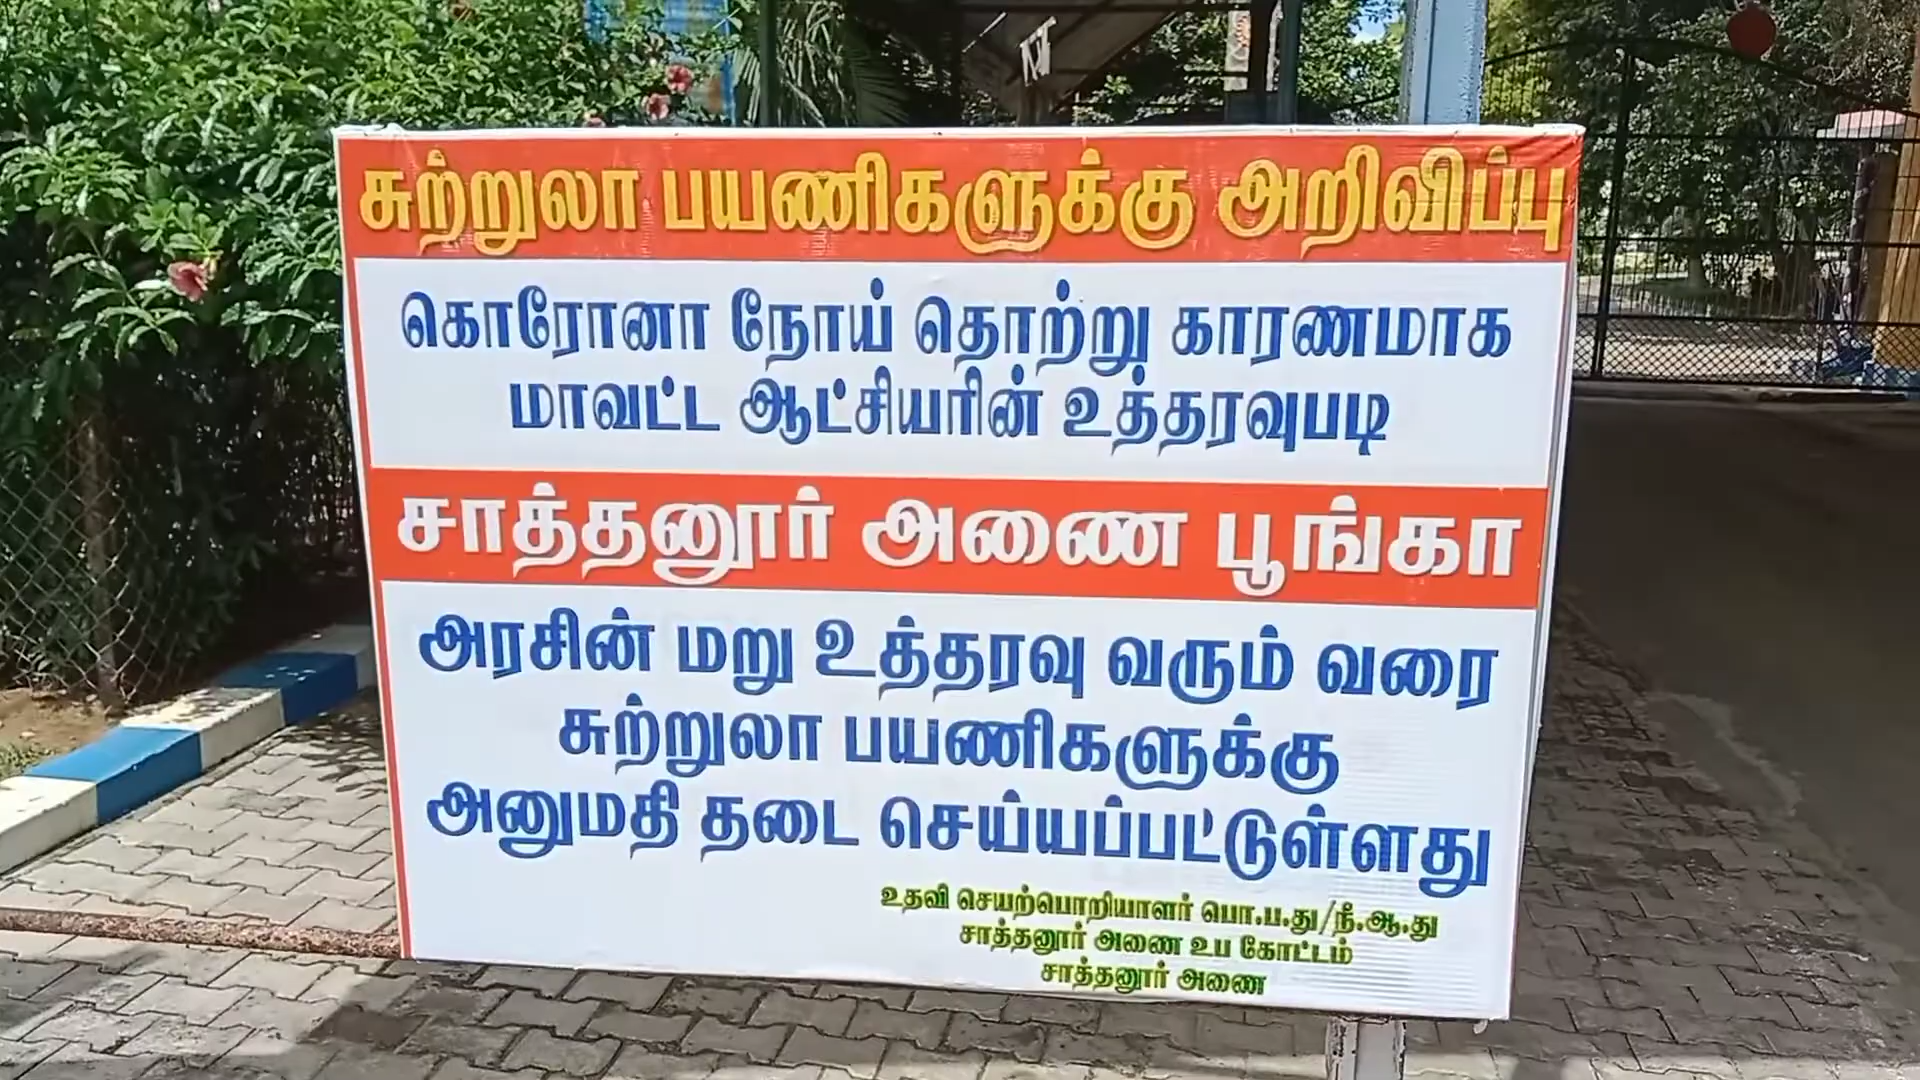 சுற்றுலா பயணிகளுக்கு அறிவிப்பு
கொரோனா நோய் தொற்று காரணமாக
மாவட்ட ஆட்சியரின் உத்தரவுபடி
சாத்தனூர் அணை பூங்கா
அரசின் மறு உத்தரவு வரும் வரை
சுற்றுலா பயணிகளுக்கு
அனுமதி தடை செய்யப்பட்டுள்ளது
உதவி செயற்பொறியாளர் பொ.ப.து/நீ.ஆ.து
சாத்தனூர் அணை உப கோட்டம்
சாத்தனூர் அணை